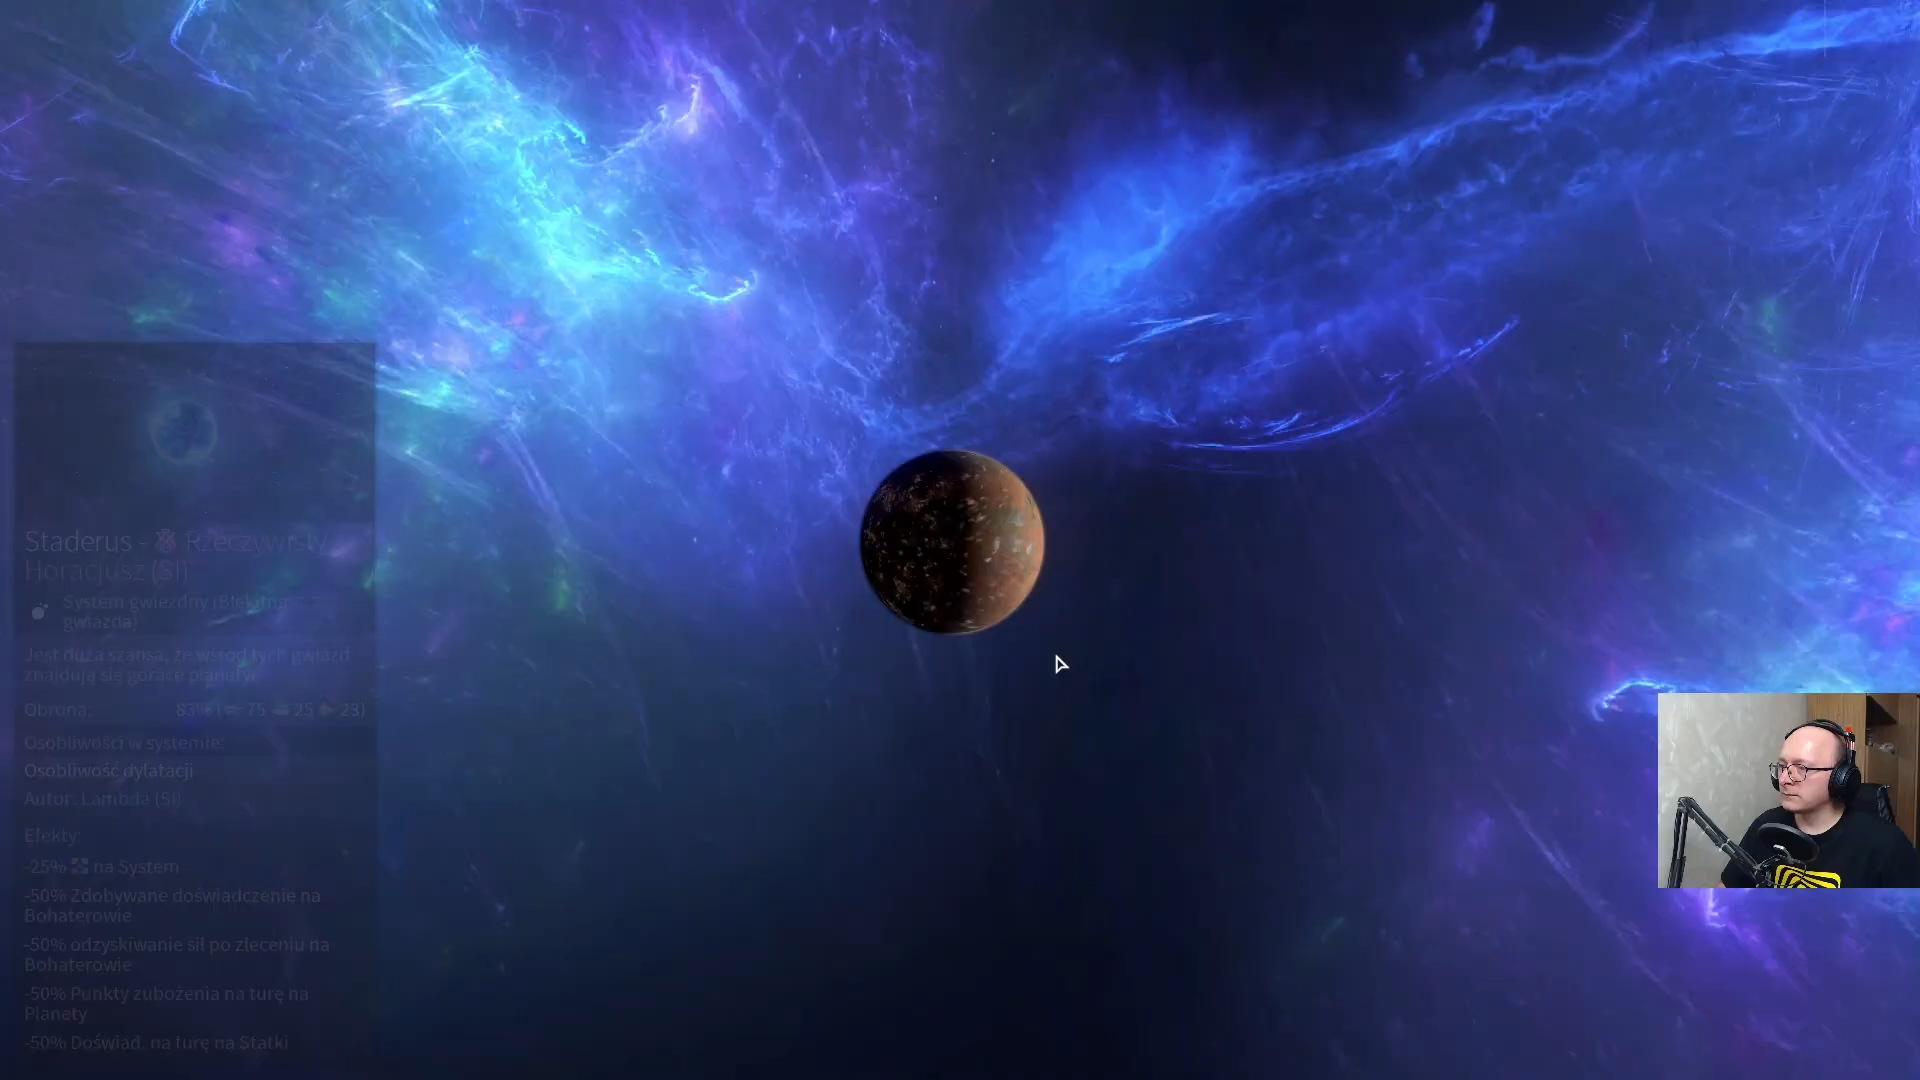 Staderus - Rzeczywisty
Horacjusz (SI)
System gwiezdny (Błękitna
gwiazda)
Jest duża szansa, że wśród tych gwiazd
znajdują się gorące planety.
Obrona: 83% ( 75 25 23)
Osobliwości w systemie:
Osobliwość dylatacji
Autor: Lambda (SI)
Efekty:
-25% na System
-50% Zdobywane doświadczenie na
Bohaterowie
-50% odzyskiwanie sił po zleceniu na
Bohaterowie
-50% Punkty zubożenia na turę na
Planety
-50% Doświad. na turę na Statki